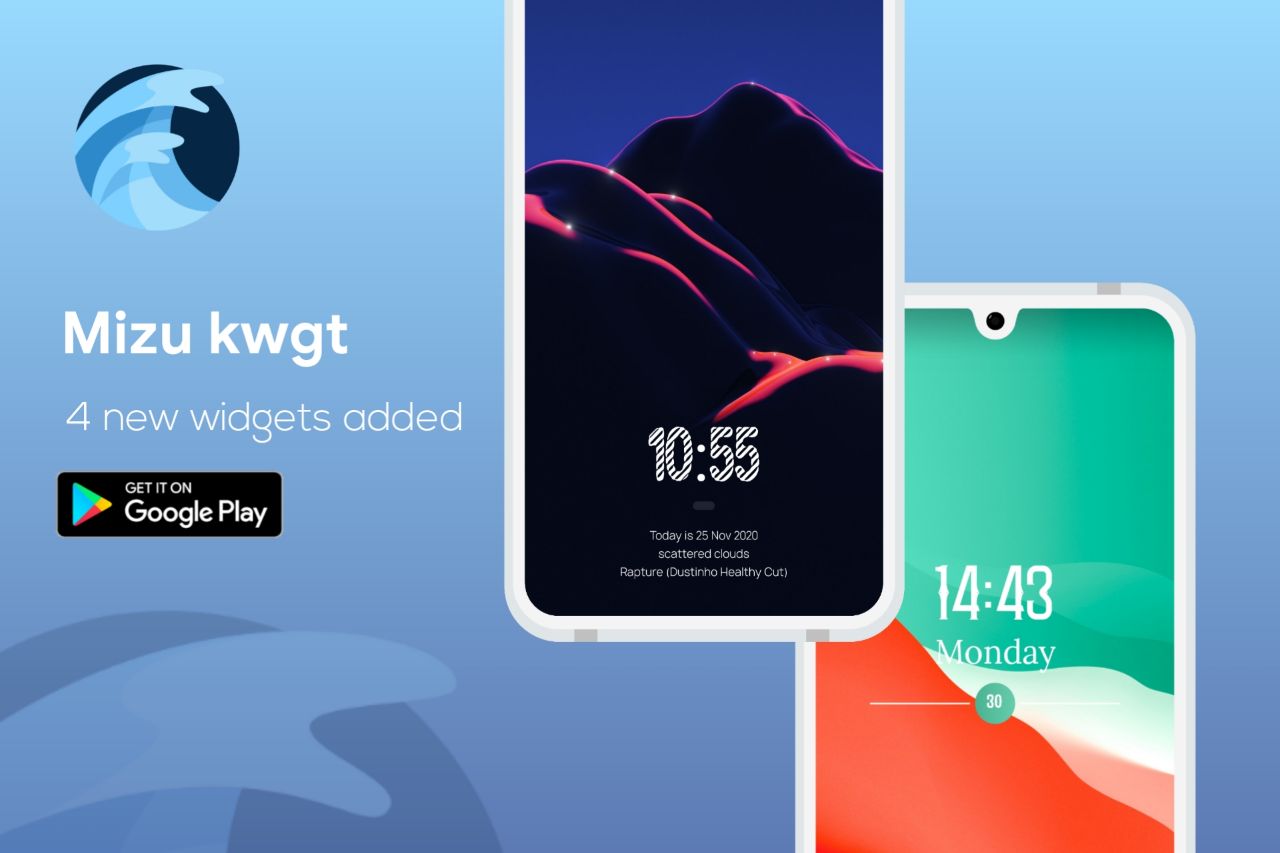 Mizu kwgt
4 new widgets added
GET IT ON
Google Play
10:55
Today is 25 Nov 2020
scattered clouds
Rapture (Dustinho Healthy Cut)
14:43
Monday
30